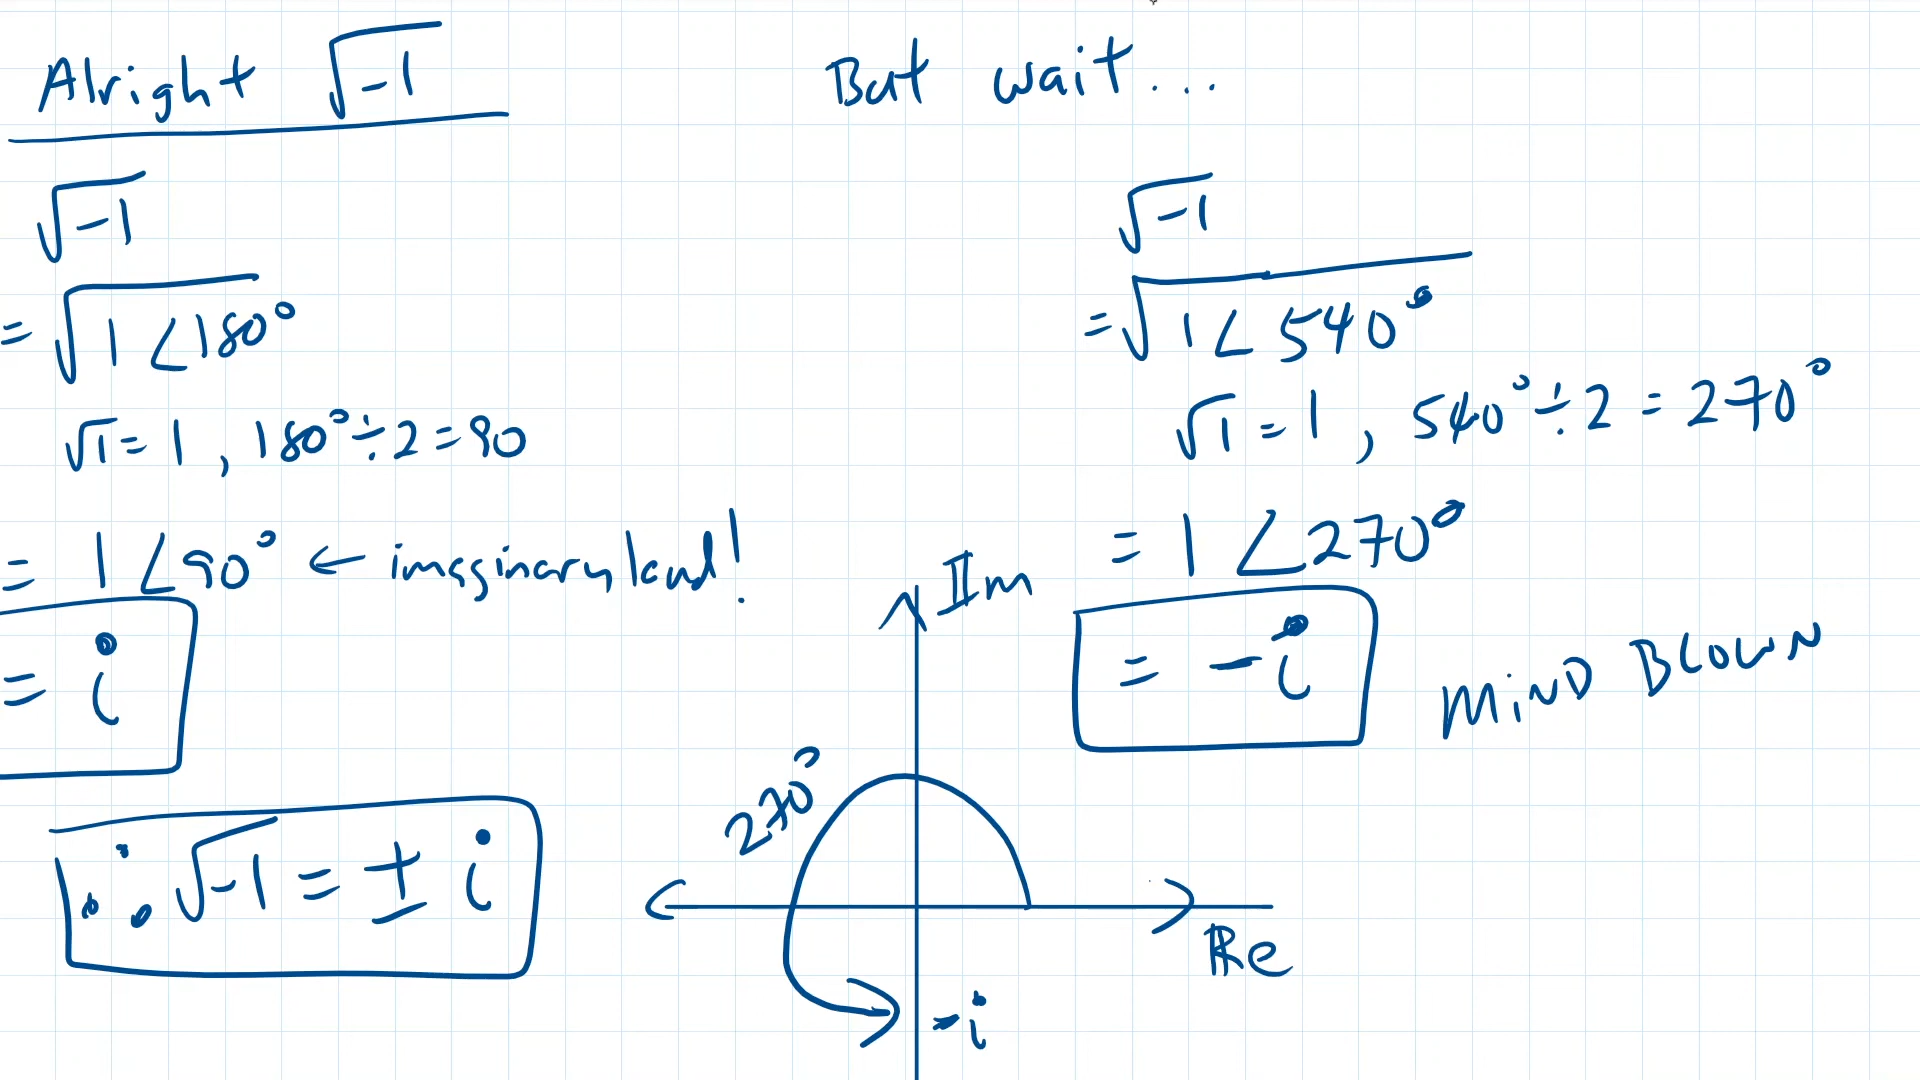 Alright √-1
√-1
= √1∠180°
√1 = 1, 180° ÷ 2 = 90
= 1∠90° ← imaginary land!
= i
∴ √-1 = ± i
But wait...
√-1
= √1∠540°
√1 = 1, 540° ÷ 2 = 270°
= 1∠270°
= -i
MIND BLOWN
Im
270°
Re
-i